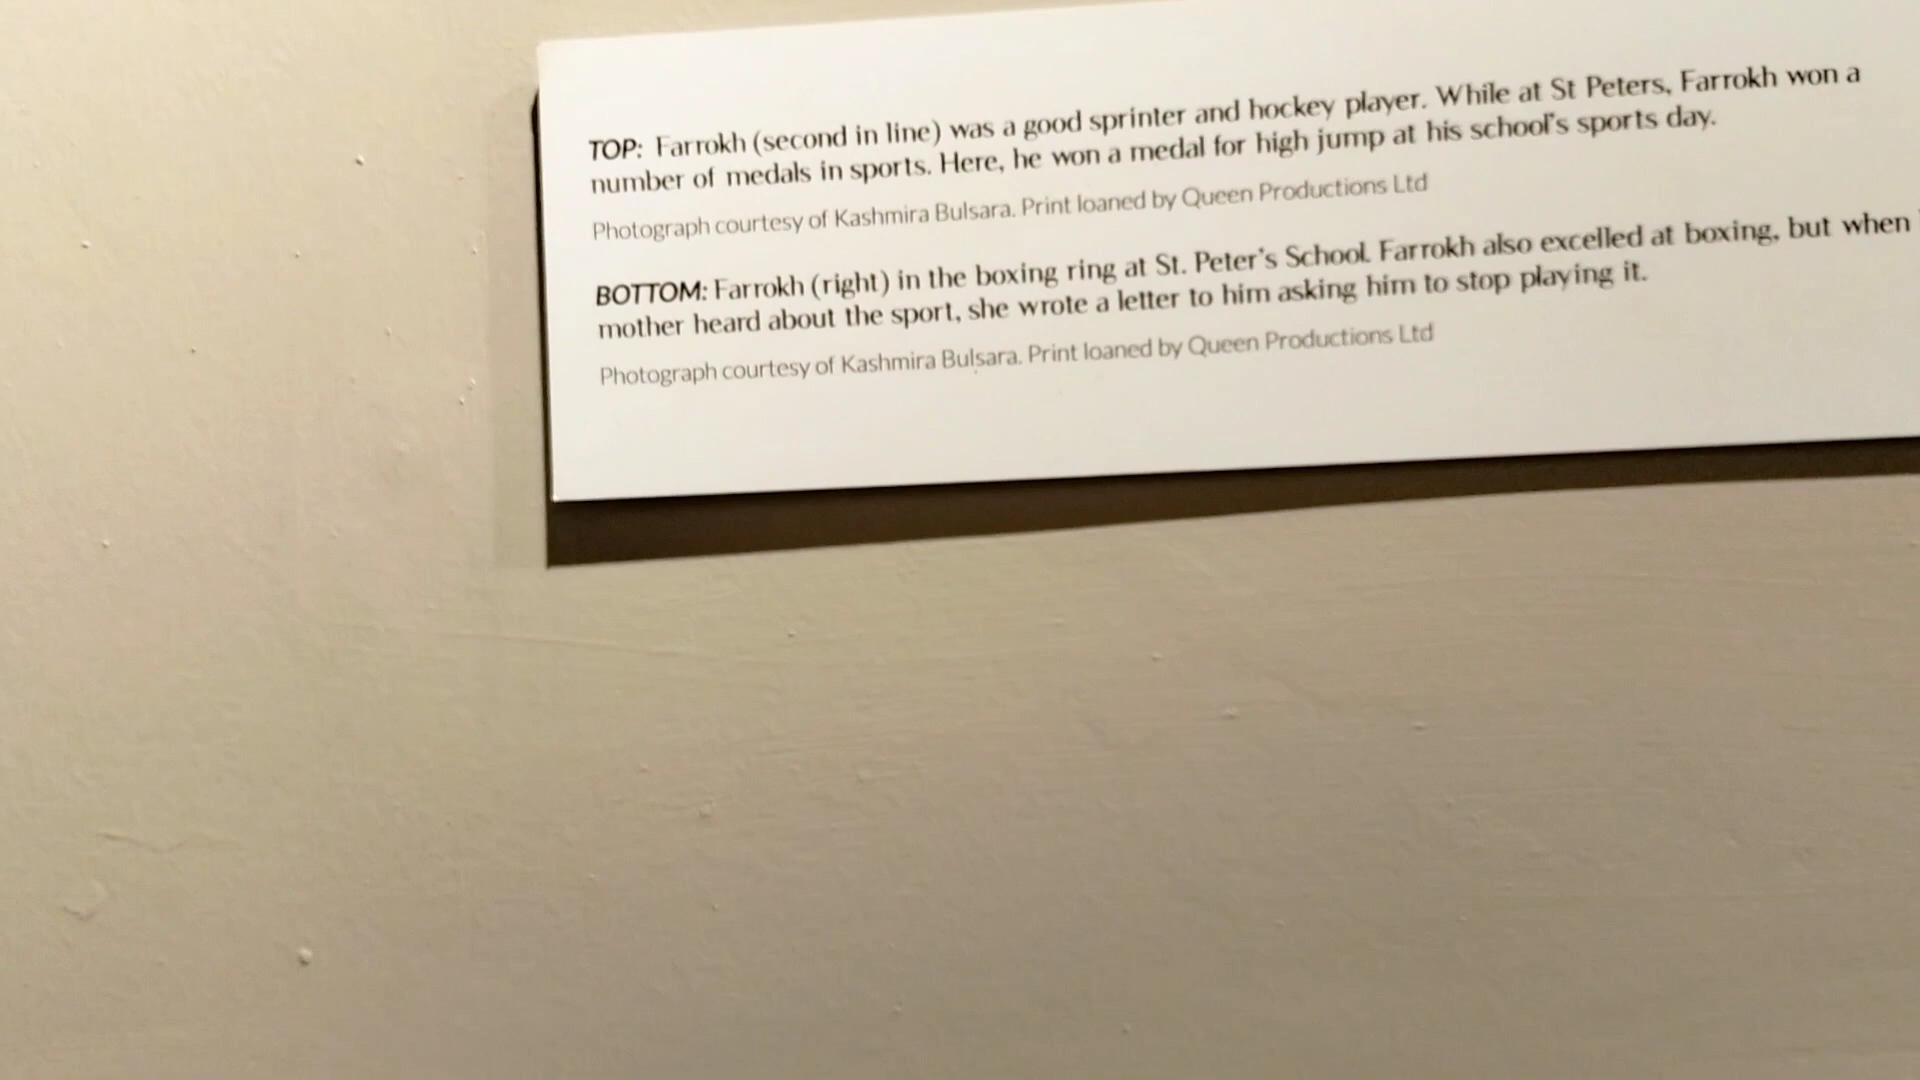 TOP: Farrokh (second in line) was a good sprinter and hockey player. While at St Peters, Farrokh won a
number of medals in sports. Here, he won a medal for high jump at his school's sports day.
Photograph courtesy of Kashmira Bulsara. Print loaned by Queen Productions Ltd
BOTTOM: Farrokh (right) in the boxing ring at St. Peter's School. Farrokh also excelled at boxing, but when
mother heard about the sport, she wrote a letter to him asking him to stop playing it.
Photograph courtesy of Kashmira Bulsara. Print loaned by Queen Productions Ltd